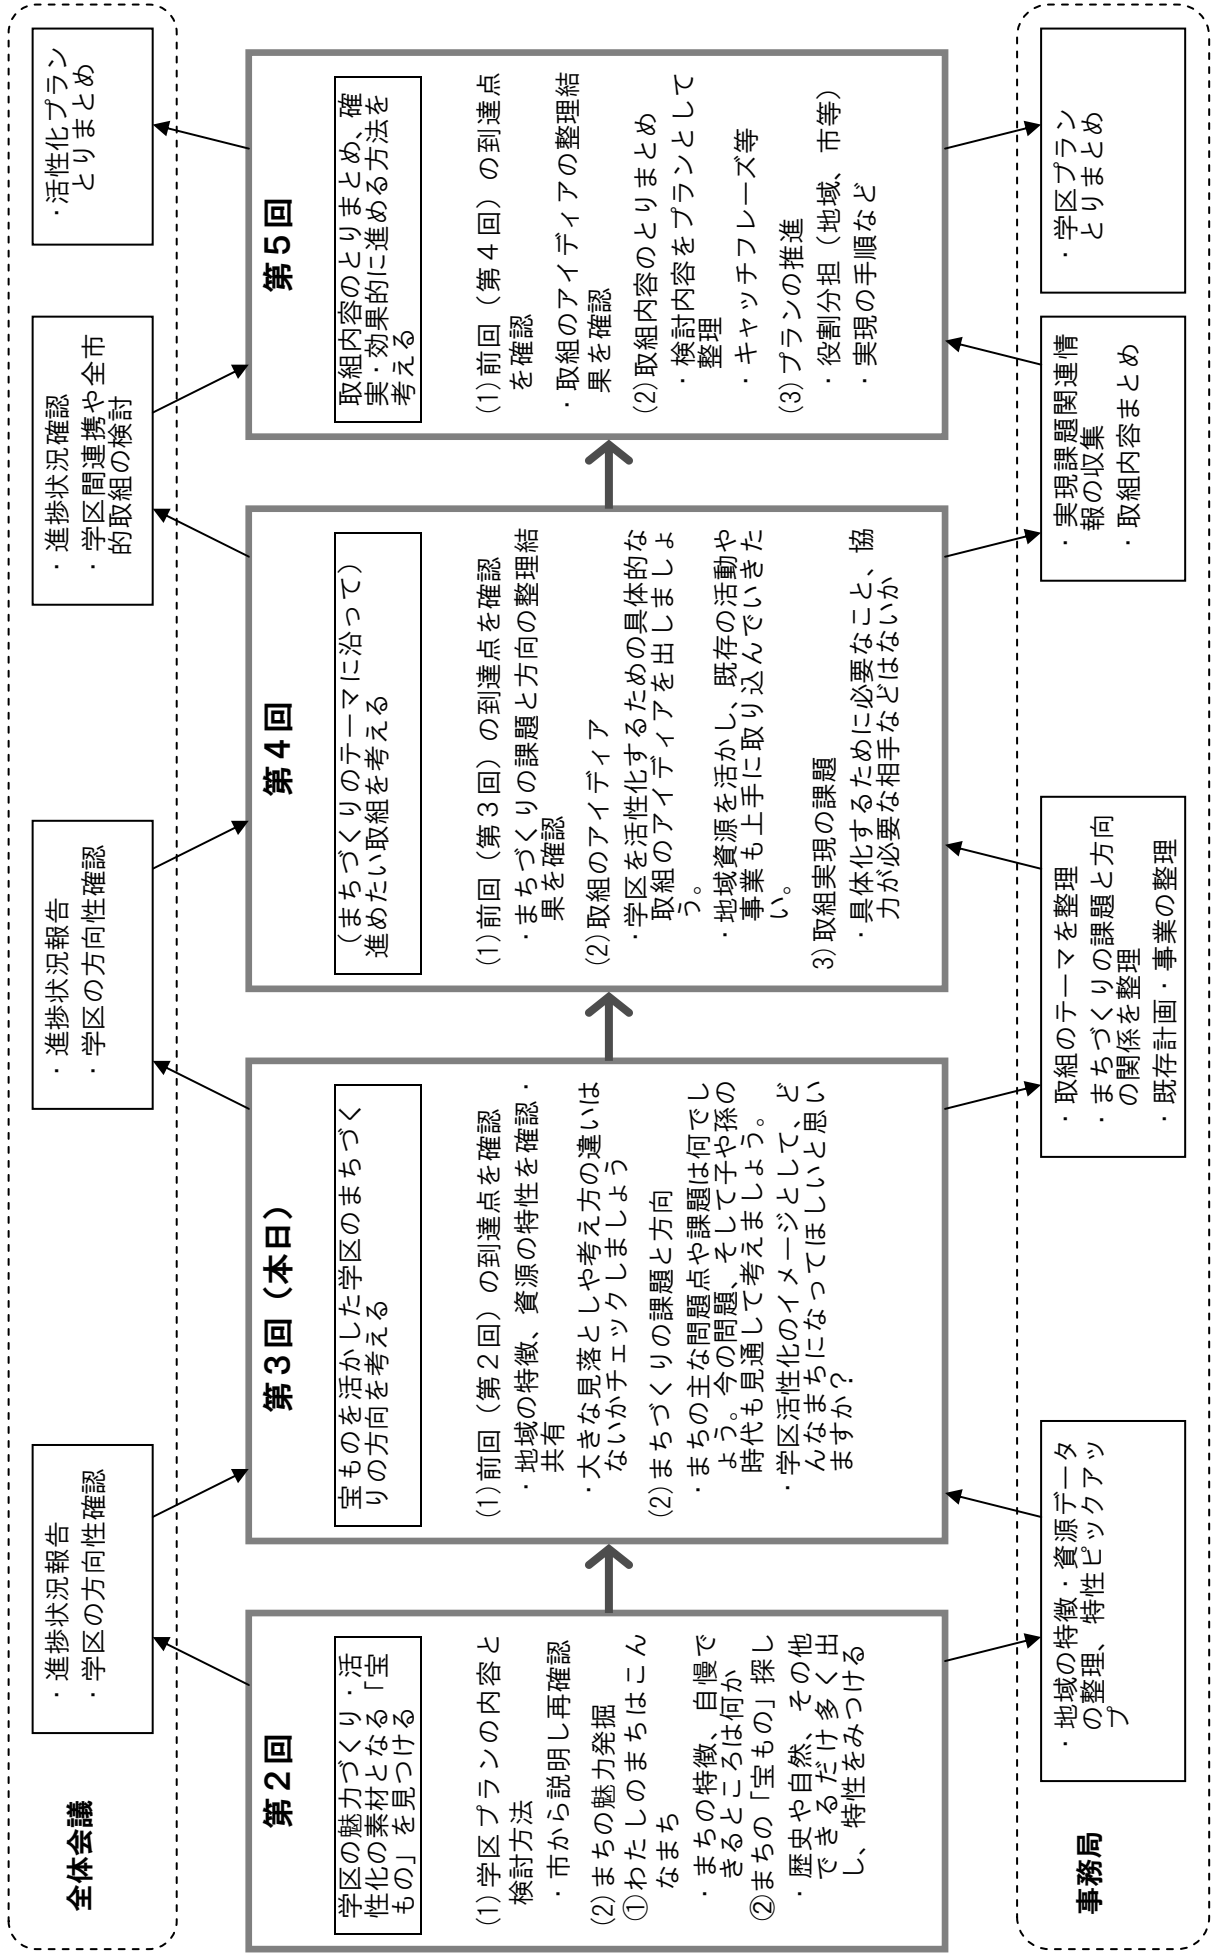 全体会議
・進捗状況報告
・学区の方向性確認
・進捗状況報告
・学区の方向性確認
・進捗状況確認
・学区間連携や全市
的取組の検討
・活性化プラン
とりまとめ
第２回
学区の魅力づくり・活
性化の素材となる「宝
もの」を見つける
(1)学区プランの内容と
検討方法
・市から説明し再確認
(2)まちの魅力発掘
①わたしのまちはこん
なまち
・まちの特徴、自慢で
きるところは何か
②まちの「宝もの」探し
・歴史や自然、その他
できるだけ多く出
し、特性をみつける
第３回（本日）
宝ものを活かした学区のまちづく
りの方向を考える
(1)前回（第２回）の到達点を確認
・地域の特徴、資源の特性を確認・
共有
・大きな見落としや考え方の違いは
ないかチェックしましょう
(2)まちづくりの課題と方向
・まちの主な問題点や課題は何でし
ょう。今の問題、そして子や孫の
時代も見通して考えましょう。
・学区活性化のイメージとして、ど
んなまちになってほしいと思い
ますか？
第４回
（まちづくりのテーマに沿って）
進めたい取組を考える
(1)前回（第３回）の到達点を確認
・まちづくりの課題と方向の整理結
果を確認
(2)取組のアイディア
・学区を活性化するための具体的な
取組のアイディアを出しましょ
う。
・地域資源を活かし、既存の活動や
事業も上手に取り込んでいきた
い。
3)取組実現の課題
・具体化するために必要なこと、協
力が必要な相手などはないか
第５回
取組内容のとりまとめ、確
実・効果的に進める方法を
考える
(1)前回（第４回）の到達点
を確認
・取組のアイディアの整理結
果を確認
(2)取組内容のとりまとめ
・検討内容をプランとして
整理
・キャッチフレーズ等
(3)プランの推進
・役割分担（地域、市等）
・実現の手順など
事務局
・地域の特徴・資源データ
の整理、特性ピックアッ
プ
・取組のテーマを整理
・まちづくりの課題と方向
の関係を整理
・既存計画・事業の整理
・実現課題関連情
報の収集
・取組内容まとめ
・学区プラン
とりまとめ